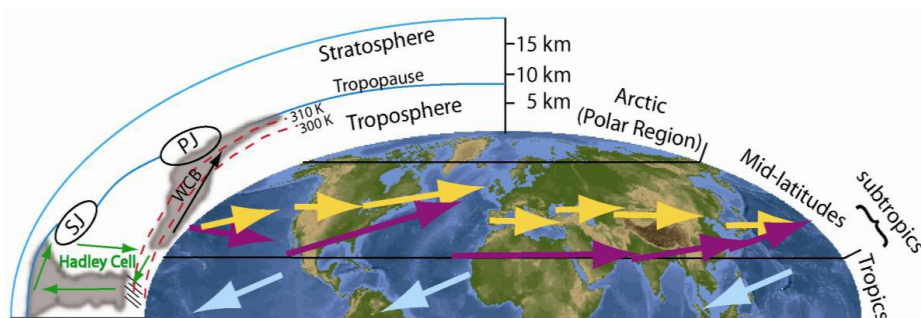 Stratosphere
Tropopause
Troposphere
15 km
10 km
5 km
310 K
300 K
Arctic
(Polar Region)
Mid-latitudes
subtropics
Tropics
PJ
WCB
SJ
Hadley Cell